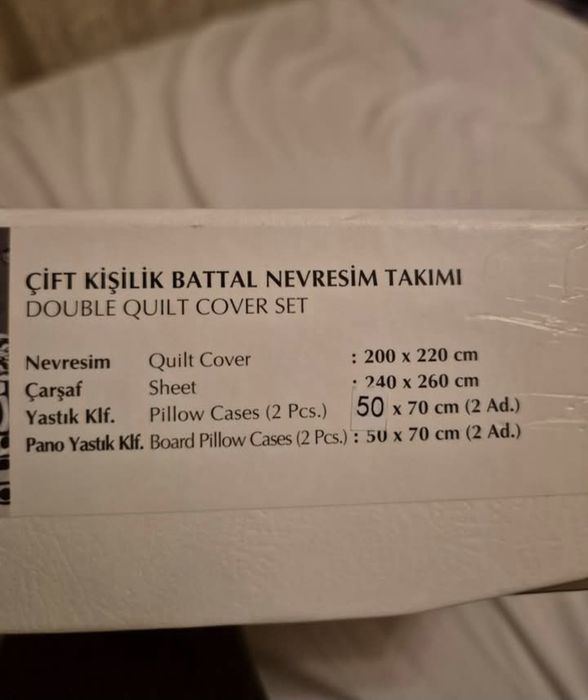 ÇİFT KİŞİLİK BATTAL NEVRESİM TAKIMI
DOUBLE QUILT COVER SET
Nevresim Quilt Cover : 200 x 220 cm
Çarşaf Sheet : 240 x 260 cm
Yastık Klf. Pillow Cases (2 Pcs.) 50 x 70 cm (2 Ad.)
Pano Yastık Klf. Board Pillow Cases (2 Pcs.) : 50 x 70 cm (2 Ad.)